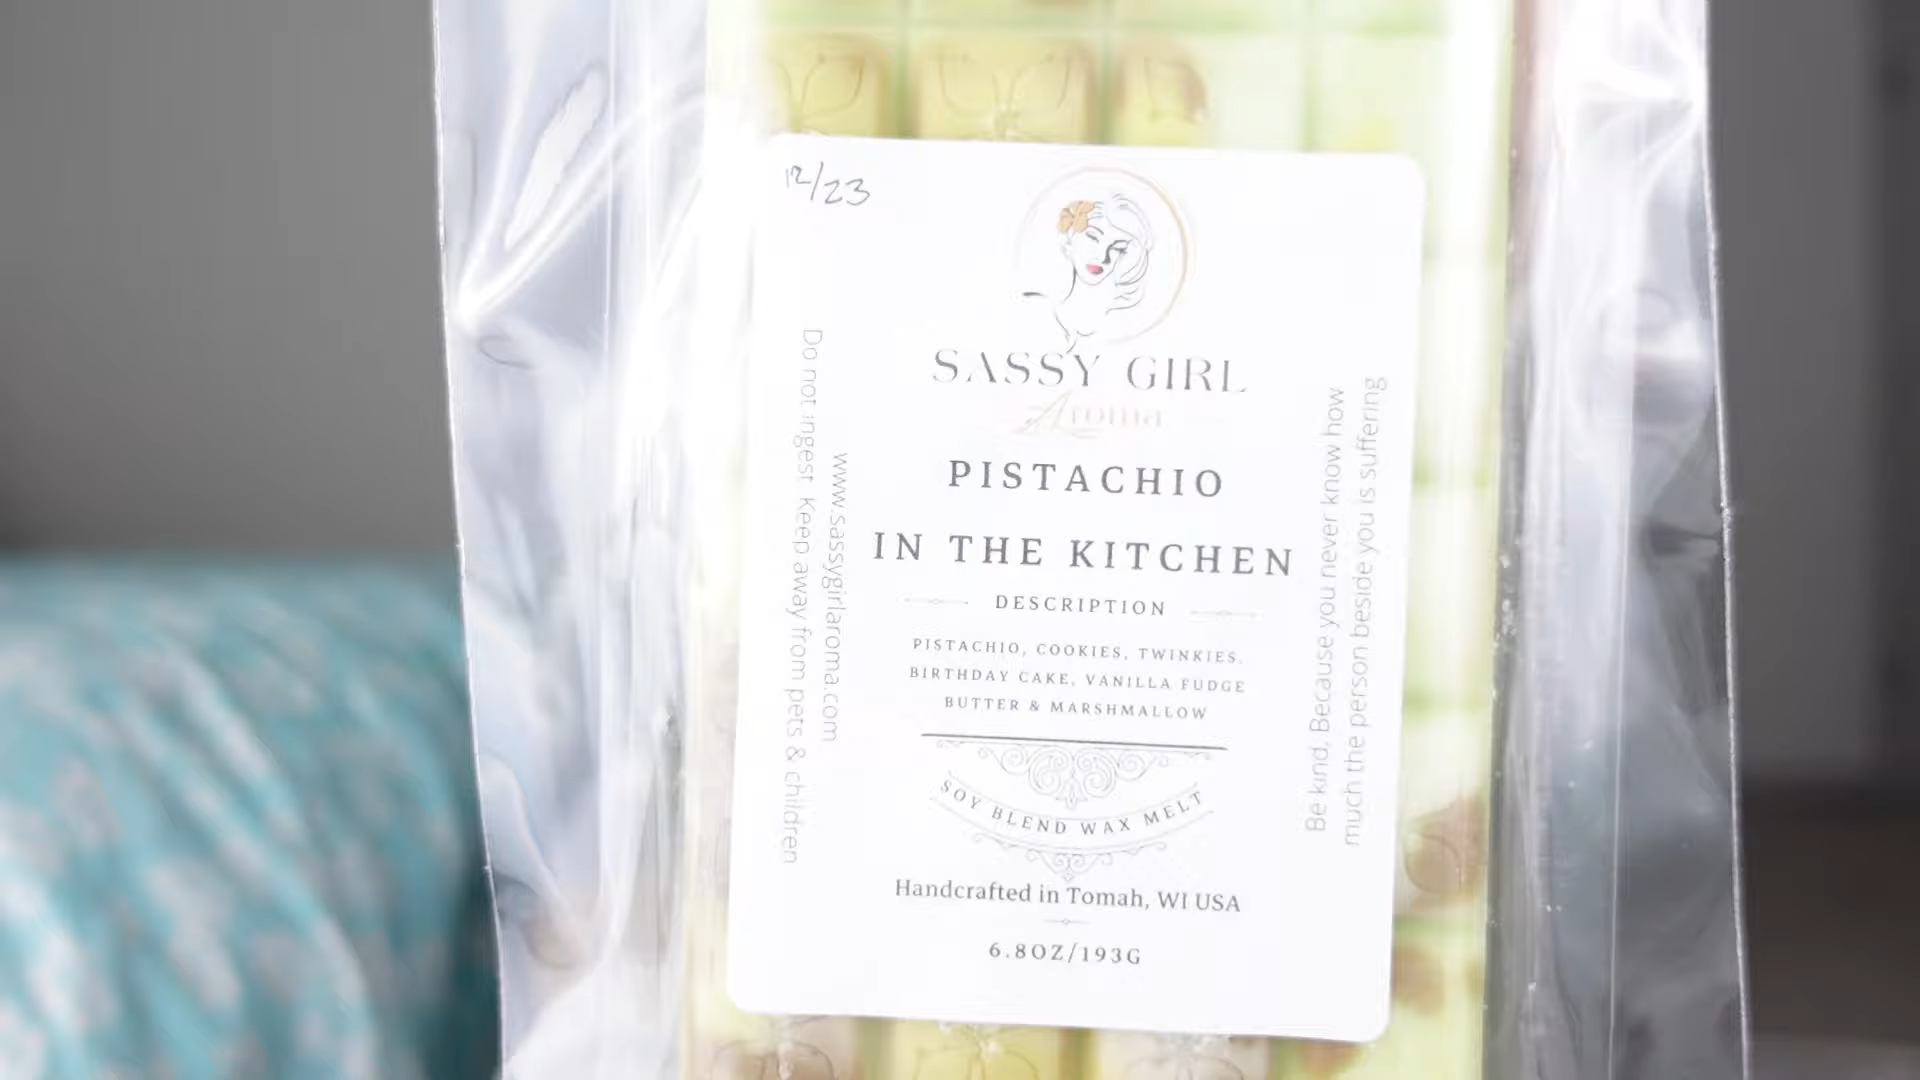 12/23
SASSY GIRL
Aroma
PISTACHIO
IN THE KITCHEN
DESCRIPTION
PISTACHIO, COOKIES, TWINKIES,
BIRTHDAY CAKE, VANILLA FUDGE
BUTTER & MARSHMALLOW
SOY BLEND WAX MELT
Handcrafted in Tomah, WI USA
6.8OZ/193G
Do not ingest. Keep away from pets & children
www.sassygirlaroma.com
Be kind, Because you never know how
much the person beside you is suffering